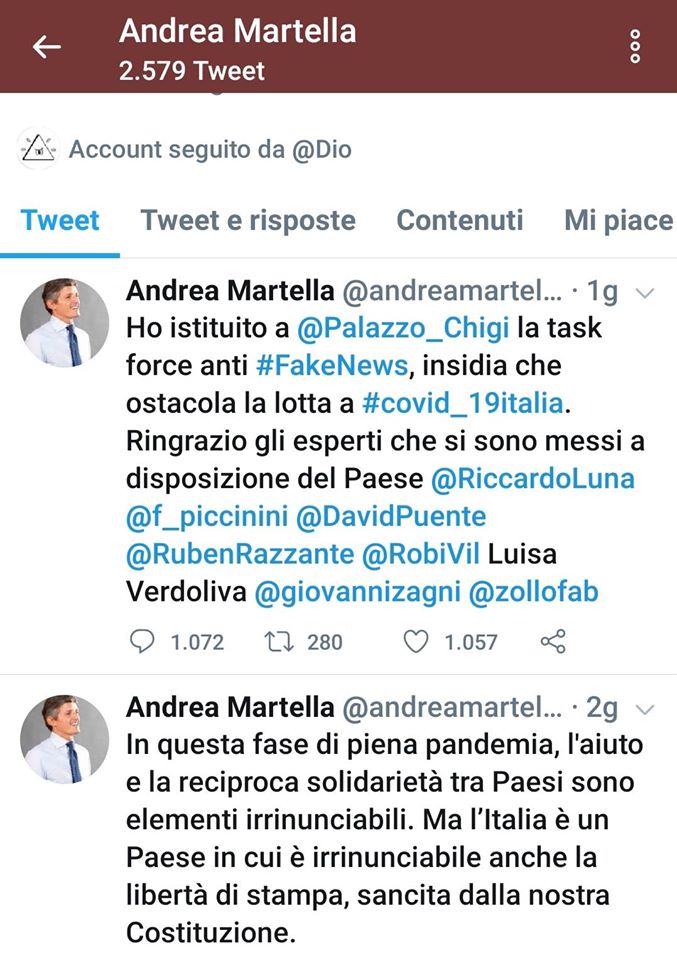 Andrea Martella
2.579 Tweet
Account seguito da @Dio
Tweet Tweet e risposte Contenuti Mi piace
Andrea Martella @andreamartel... · 1g
Ho istituito a @Palazzo_Chigi la task
force anti #FakeNews, insidia che
ostacola la lotta a #covid_19italia.
Ringrazio gli esperti che si sono messi a
disposizione del Paese @RiccardoLuna
@f_piccinini @DavidPuente
@RubenRazzante @RobiVil Luisa
Verdoliva @giovannizagni @zollofab
1.072 280 1.057
Andrea Martella @andreamartel... · 2g
In questa fase di piena pandemia, l'aiuto
e la reciproca solidarietà tra Paesi sono
elementi irrinunciabili. Ma l’Italia è un
Paese in cui è irrinunciabile anche la
libertà di stampa, sancita dalla nostra
Costituzione.